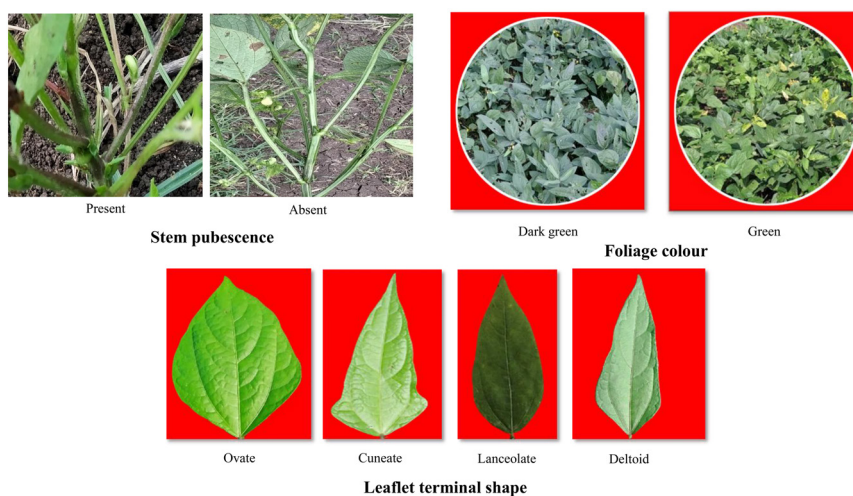 Present
Absent
Stem pubescence
Dark green
Green
Foliage colour
Ovate
Cuneate
Lanceolate
Deltoid
Leaflet terminal shape